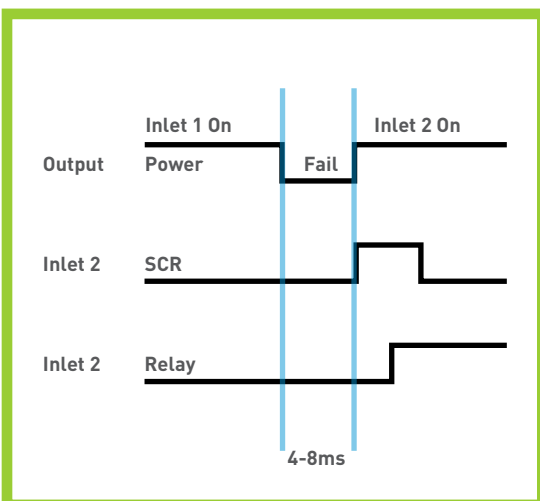 Inlet 1 On Inlet 2 On
Output Power Fail
Inlet 2 SCR
Inlet 2 Relay
4-8ms